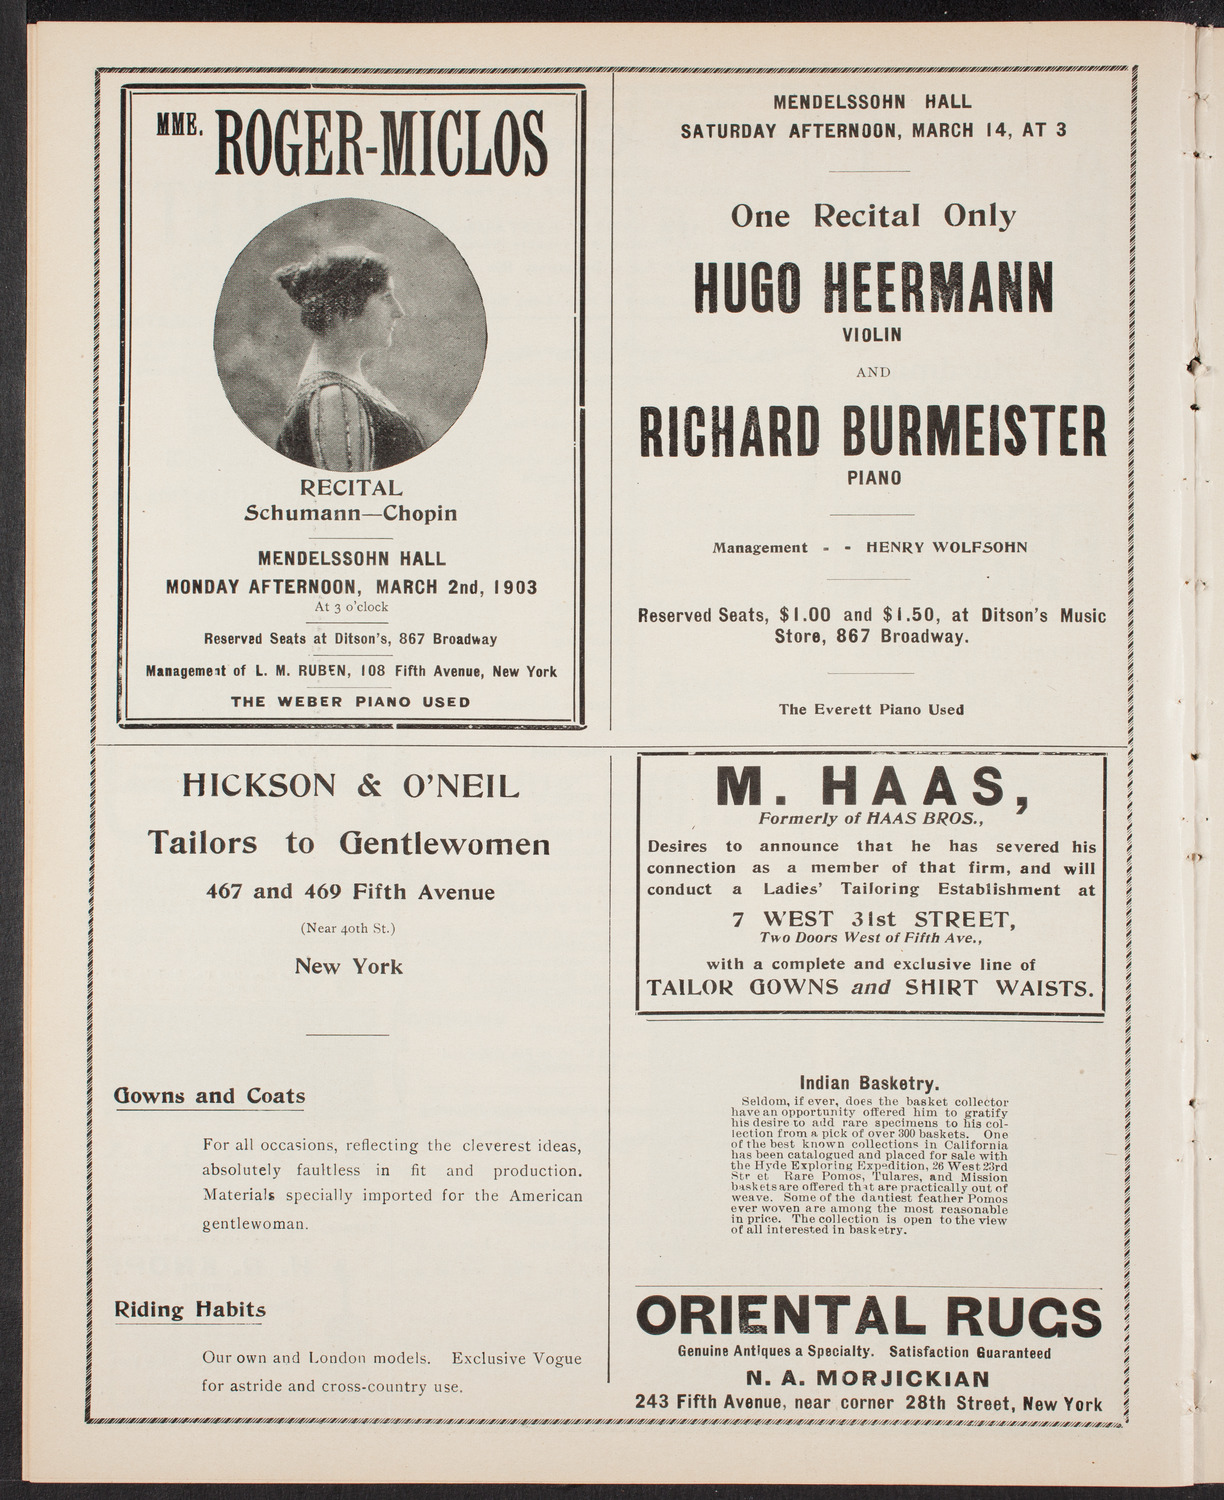 MME. ROGER-MICLOS
RECITAL
Schumann—Chopin
MENDELSSOHN HALL
MONDAY AFTERNOON, MARCH 2nd, 1903
At 3 o'clock
Reserved Seats at Ditson's, 867 Broadway
Management of L. M. RUBEN, 108 Fifth Avenue, New York
THE WEBER PIANO USED
MENDELSSOHN HALL
SATURDAY AFTERNOON, MARCH 14, AT 3
One Recital Only
HUGO HEERMANN
VIOLIN
AND
RICHARD BURMEISTER
PIANO
Management - - HENRY WOLFSOHN
Reserved Seats, $1.00 and $1.50, at Ditson's Music
Store, 867 Broadway.
The Everett Piano Used
HICKSON & O'NEIL
Tailors to Gentlewomen
467 and 469 Fifth Avenue
(Near 40th St.)
New York
Gowns and Coats
For all occasions, reflecting the cleverest ideas,
absolutely faultless in fit and production.
Materials specially imported for the American
gentlewoman.
Riding Habits
Our own and London models. Exclusive Vogue
for astride and cross-country use.
M. HAAS,
Formerly of HAAS BROS.,
Desires to announce that he has severed his
connection as a member of that firm, and will
conduct a Ladies' Tailoring Establishment at
7 WEST 31st STREET,
Two Doors West of Fifth Ave.,
with a complete and exclusive line of
TAILOR GOWNS and SHIRT WAISTS.
Indian Basketry.
Seldom, if ever, does the basket collector
have an opportunity offered him to gratify
his desire to add rare specimens to his col-
lection from a pick of over 300 baskets. One
of the best known collections in California
has been catalogued and placed for sale with
the Hyde Exploring Expedition, 26 West 23rd
Str et Rare Pomos, Tulares, and Mission
baskets are offered that are practically out of
weave. Some of the dantiest feather Pomos
ever woven are among the most reasonable
in price. The collection is open to the view
of all interested in basketry.
ORIENTAL RUGS
Genuine Antiques a Specialty. Satisfaction Guaranteed
N. A. MORJICKIAN
243 Fifth Avenue, near corner 28th Street, New York